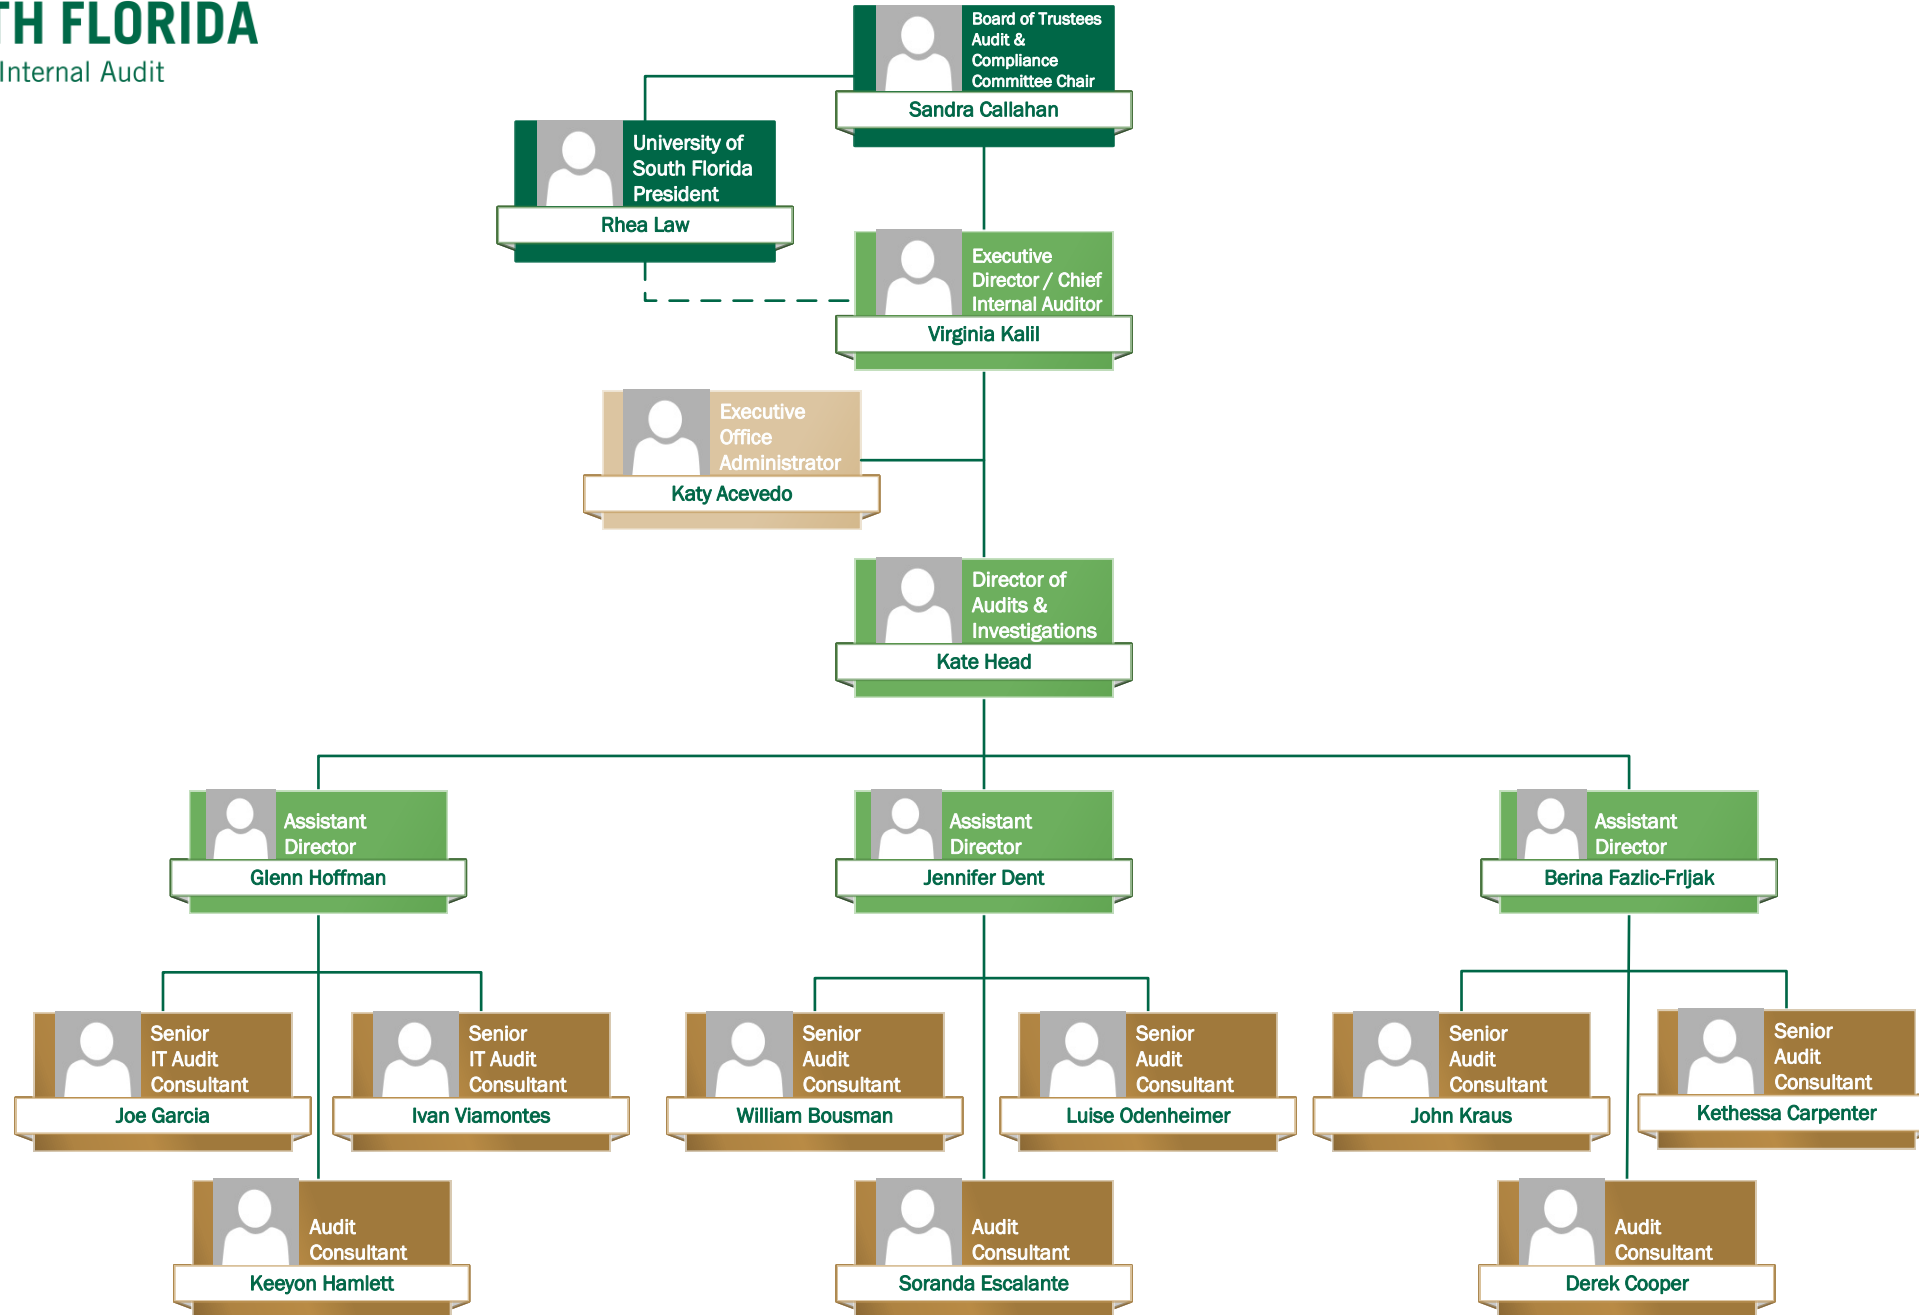 TH FLORIDA
Internal Audit
Board of Trustees
Audit &
Compliance
Committee Chair
Sandra Callahan
University of
South Florida
President
Rhea Law
Executive
Director / Chief
Internal Auditor
Virginia Kalil
Executive
Office
Administrator
Katy Acevedo
Director of
Audits &
Investigations
Kate Head
Assistant
Director
Glenn Hoffman
Assistant
Director
Jennifer Dent
Assistant
Director
Berina Fazlic-Frljak
Senior
IT Audit
Consultant
Joe Garcia
Senior
IT Audit
Consultant
Ivan Viamontes
Senior
Audit
Consultant
William Bousman
Senior
Audit
Consultant
Luise Odenheimer
Senior
Audit
Consultant
John Kraus
Senior
Audit
Consultant
Kethessa Carpenter
Audit
Consultant
Keeyon Hamlett
Audit
Consultant
Soranda Escalante
Audit
Consultant
Derek Cooper